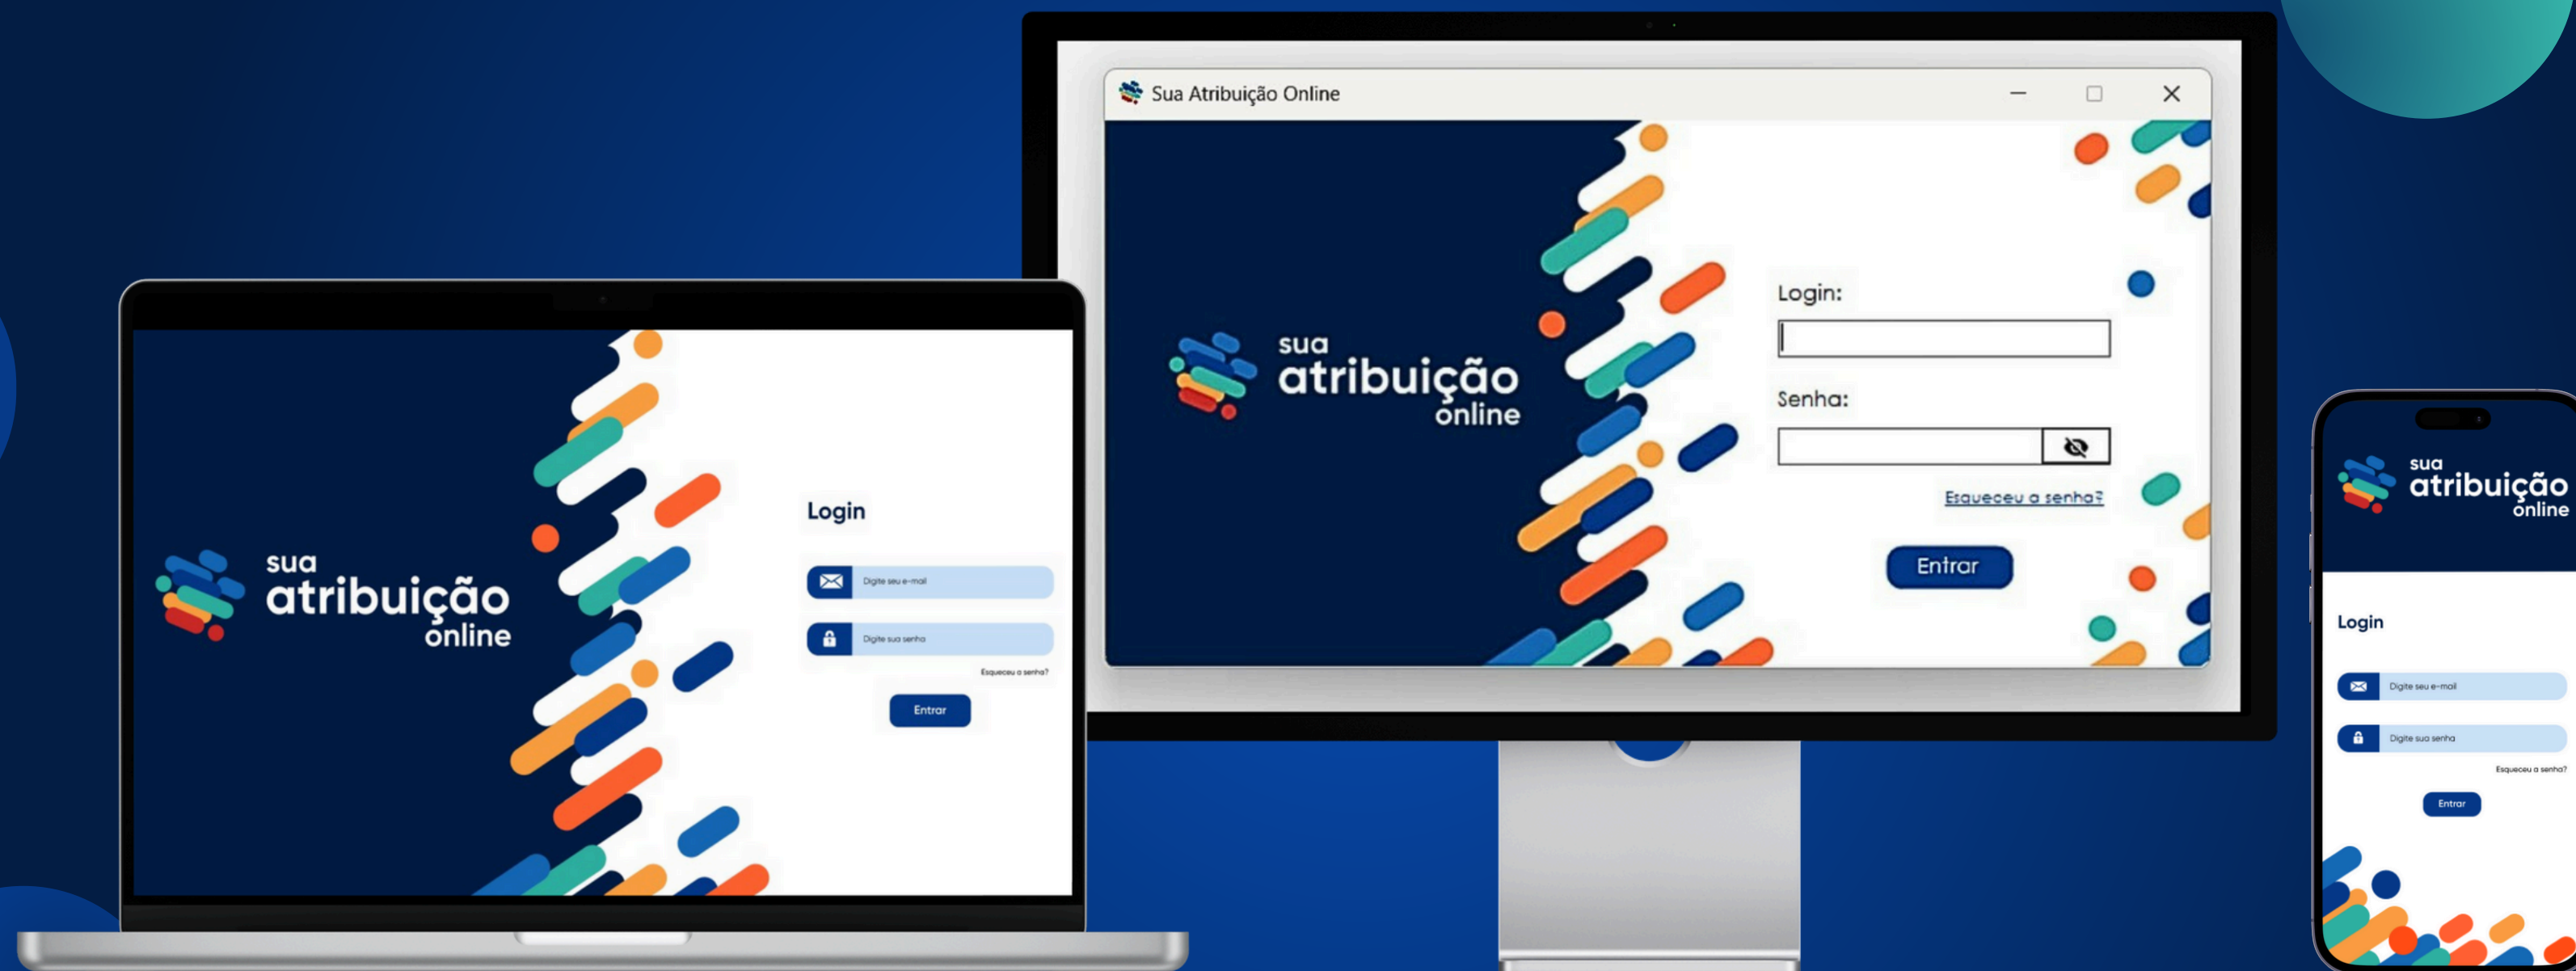 Sua Atribuição Online
sua
atribuição
online
Login:
Senha:
Esqueceu a senha?
Entrar
sua
atribuição
online
Login
Digite seu e-mail
Digite sua senha
Esqueceu a senha?
Entrar
sua
atribuição
online
Login
Digite seu e-mail
Digite sua senha
Esqueceu a senha?
Entrar